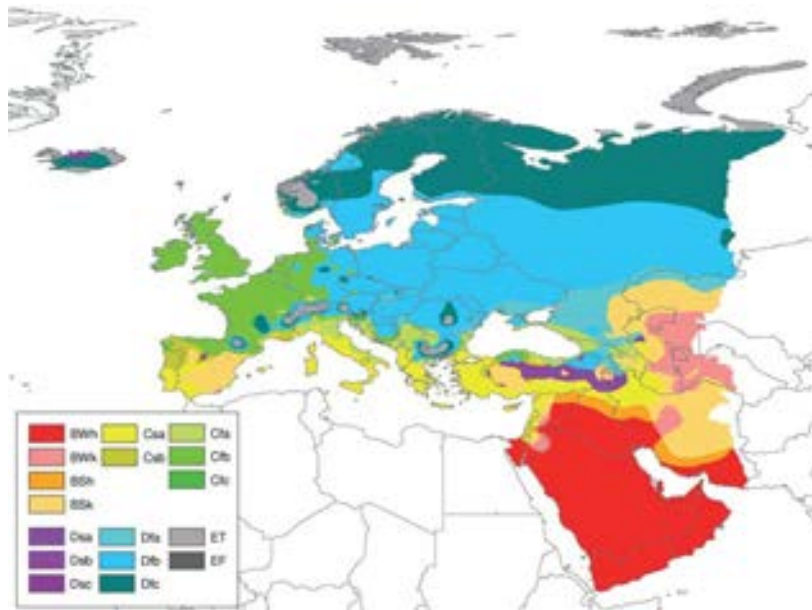 BWh Csa Cfa
BWk Csb Cfb
BSh Cfc
BSk
Dsa Dfa ET
Dsb Dfb EF
Dsc Dfc